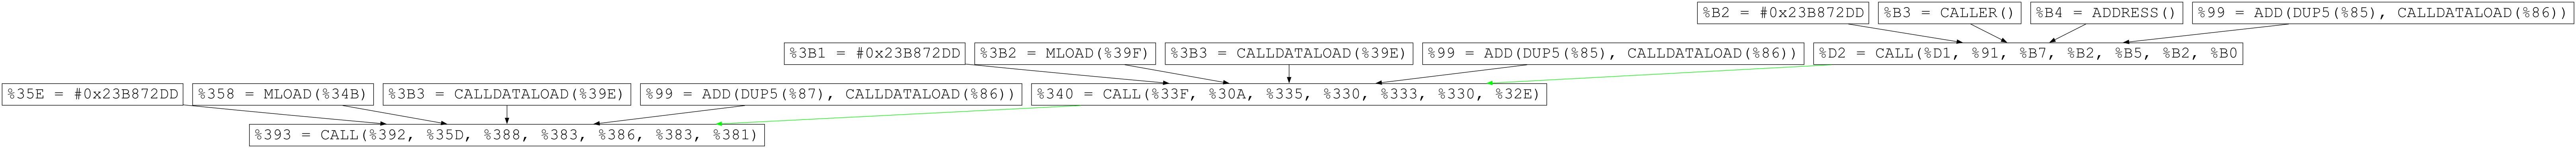 %B2 = #0x23B872DD
%B3 = CALLER()
%B4 = ADDRESS()
%99 = ADD(DUP5(%85), CALLDATALOAD(%86))
%3B1 = #0x23B872DD
%3B2 = MLOAD(%39F)
%3B3 = CALLDATALOAD(%39E)
%99 = ADD(DUP5(%85), CALLDATALOAD(%86))
%D2 = CALL(%D1, %91, %B7, %B2, %B5, %B2, %B0
%35E = #0x23B872DD
%358 = MLOAD(%34B)
%3B3 = CALLDATALOAD(%39E)
%99 = ADD(DUP5(%87), CALLDATALOAD(%86))
%340 = CALL(%33F, %30A, %335, %330, %333, %330, %32E)
%393 = CALL(%392, %35D, %388, %383, %386, %383, %381)